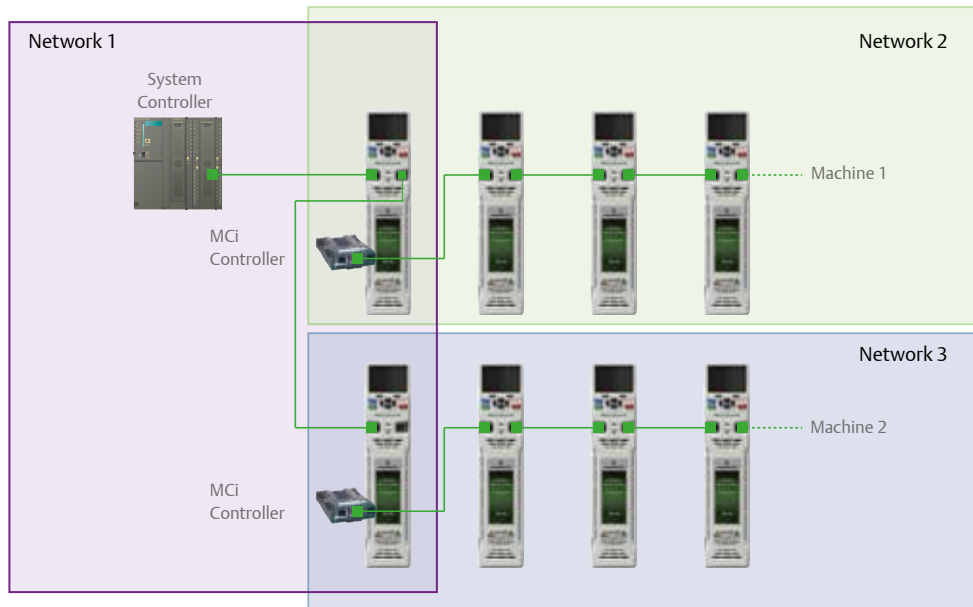 Network 1
Network 2
System
Controller
Machine 1
MCi
Controller
Network 3
Machine 2
MCi
Controller